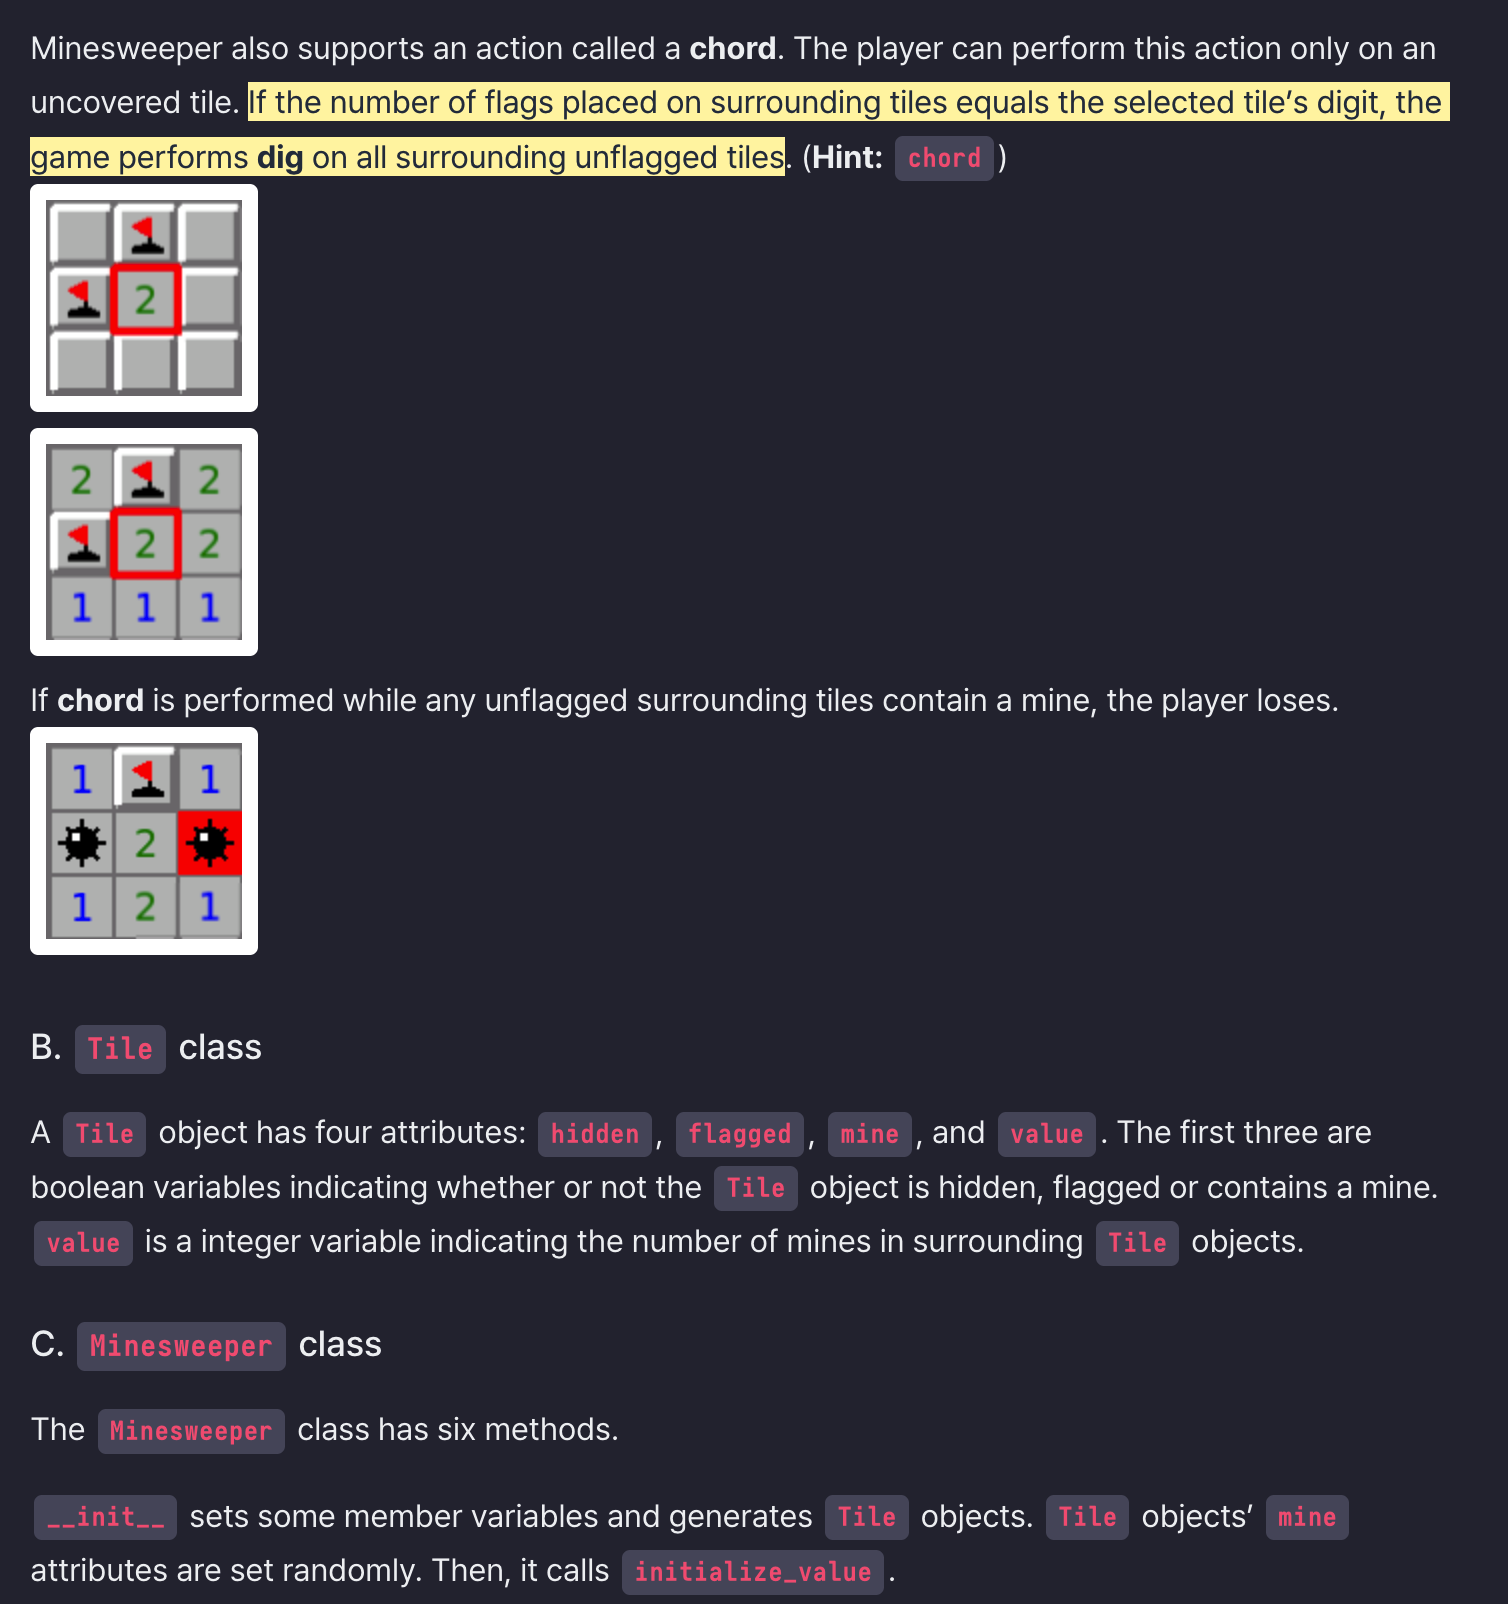 Minesweeper also supports an action called a chord. The player can perform this action only on an
uncovered tile. If the number of flags placed on surrounding tiles equals the selected tile’s digit, the
game performs dig on all surrounding unflagged tiles. (Hint: chord)
2
2 2
2 2
1 1 1
If chord is performed while any unflagged surrounding tiles contain a mine, the player loses.
1 1
2
1 2 1
B. Tile class
A Tile object has four attributes: hidden, flagged, mine, and value. The first three are
boolean variables indicating whether or not the Tile object is hidden, flagged or contains a mine.
value is a integer variable indicating the number of mines in surrounding Tile objects.
C. Minesweeper class
The Minesweeper class has six methods.
__init__ sets some member variables and generates Tile objects. Tile objects’ mine
attributes are set randomly. Then, it calls initialize_value.